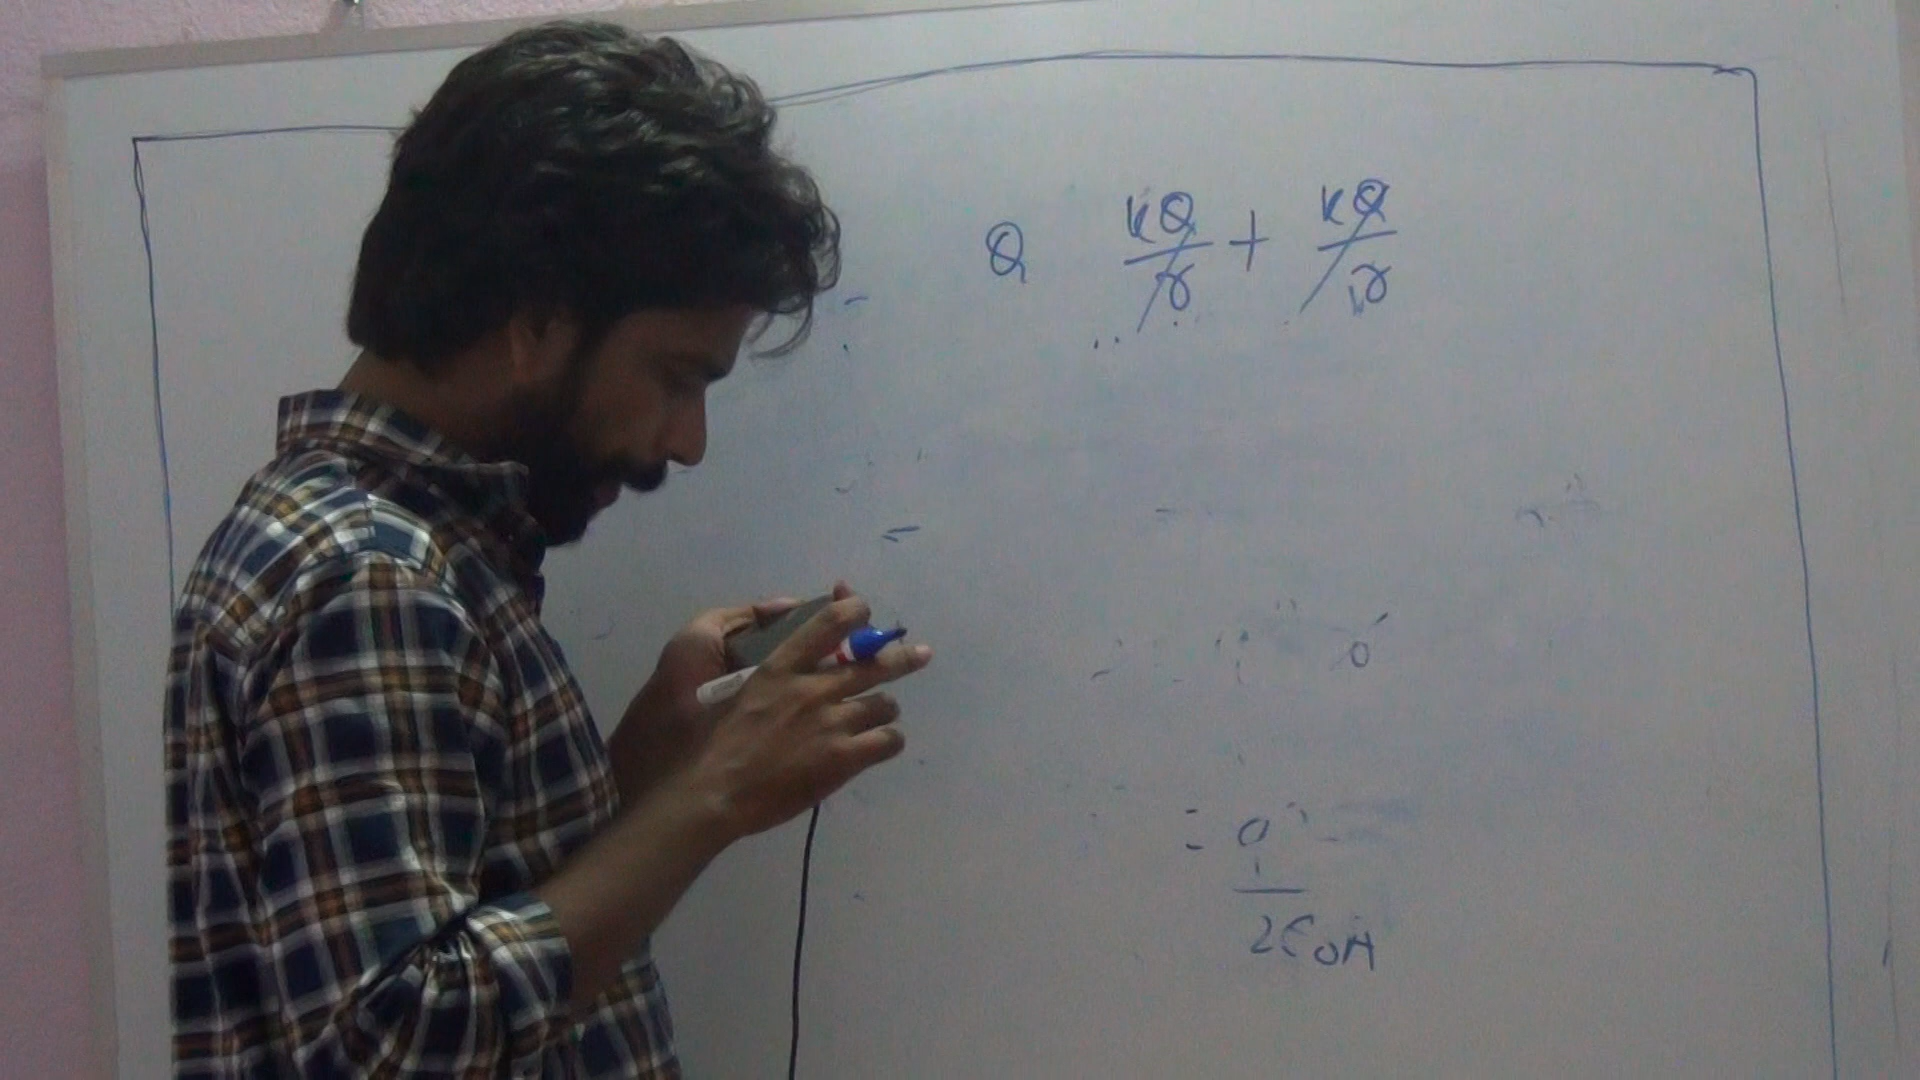 Q kQ/r + kQ/r
= Q/2ε₀A